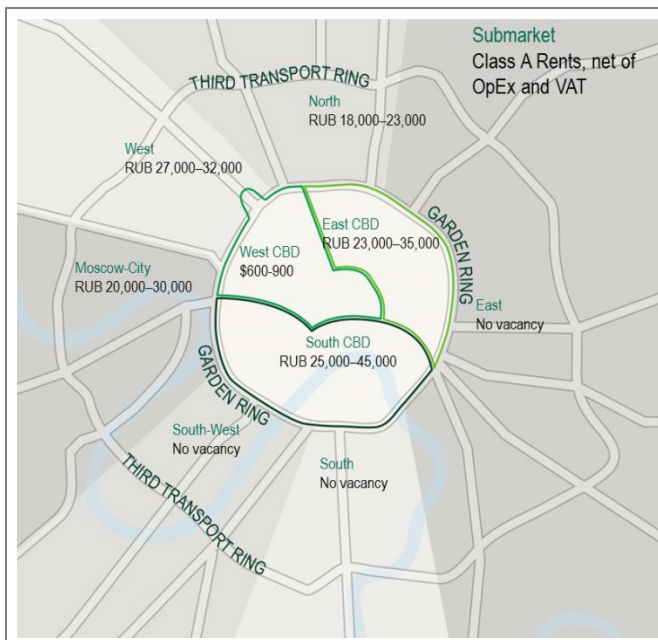 Submarket
Class A Rents, net of
OpEx and VAT
THIRD TRANSPORT RING
North
RUB 18,000–23,000
West
RUB 27,000–32,000
GARDEN RING
East CBD
RUB 23,000–35,000
West CBD
$600-900
Moscow-City
RUB 20,000–30,000
East
No vacancy
South CBD
RUB 25,000–45,000
GARDEN RING
South-West
No vacancy
South
No vacancy
THIRD TRANSPORT RING